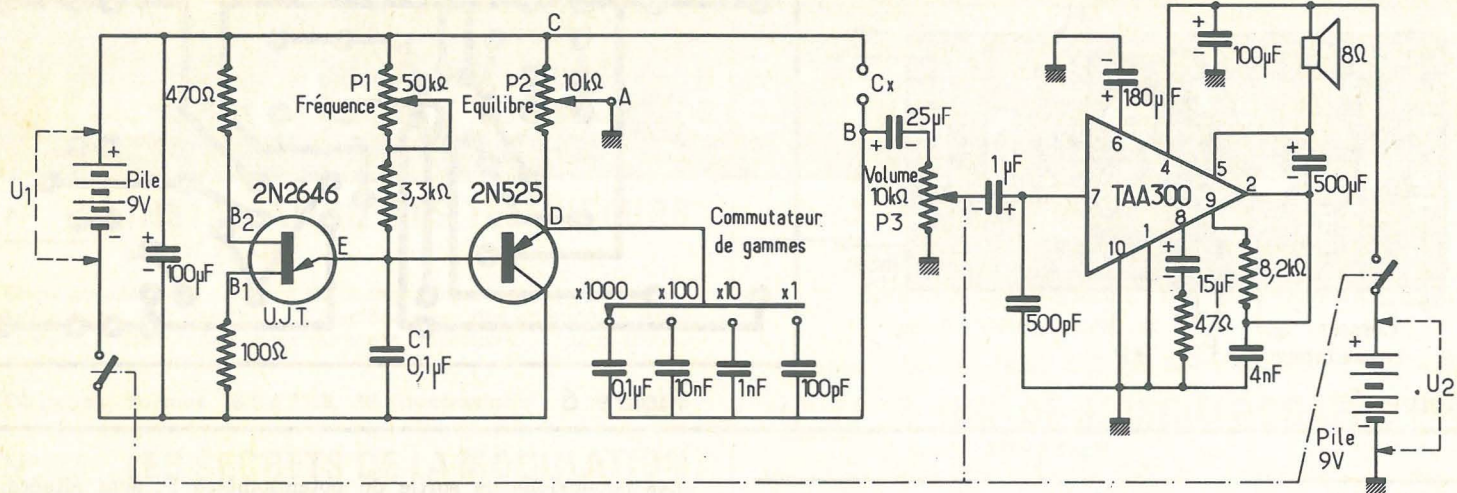 U1
+
Pile
9V
-
+
-
100µF
470Ω
2N2646
B2
E
B1
U.J.T.
100Ω
P1
Fréquence
50kΩ
3,3kΩ
C1
0,1µF
2N525
C
P2
Equilibre
10kΩ
A
D
Commutateur
de gammes
x1000
x100
x10
x1
0,1µF
10nF
1nF
100pF
Cx
B
25µF
+
-
Volume
10kΩ
P3
1µF
-
+
500pF
-
180µF
+
6
7
TAA300
4
5
2
9
8
1
10
+
-
100µF
8Ω
+
-
500µF
+
-
15µF
47Ω
8,2kΩ
4nF
+
U2
-
Pile
9V